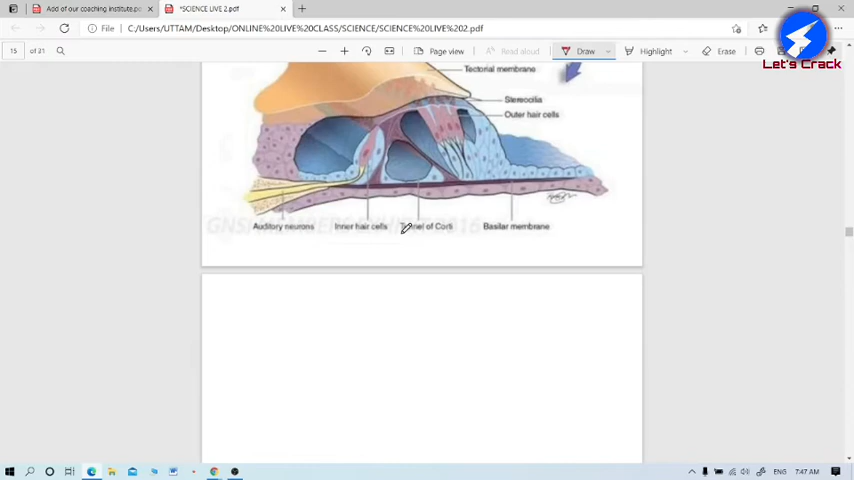 Add of our coaching institute.pd
*SCIENCE LIVE 2.pdf
File
C:/Users/UTTAM/Desktop/ONLINE%20LIVE%20CLASS/SCIENCE/SCIENCE%20LIVE%202.pdf
Let's Crack
15 of 21
Page view
Read aloud
Draw
Highlight
Erase
Tectorial membrane
Stereocilia
Outer hair cells
Auditory neurons
Inner hair cells
of Corti
Basilar membrane
2016
ENG
7:47 AM